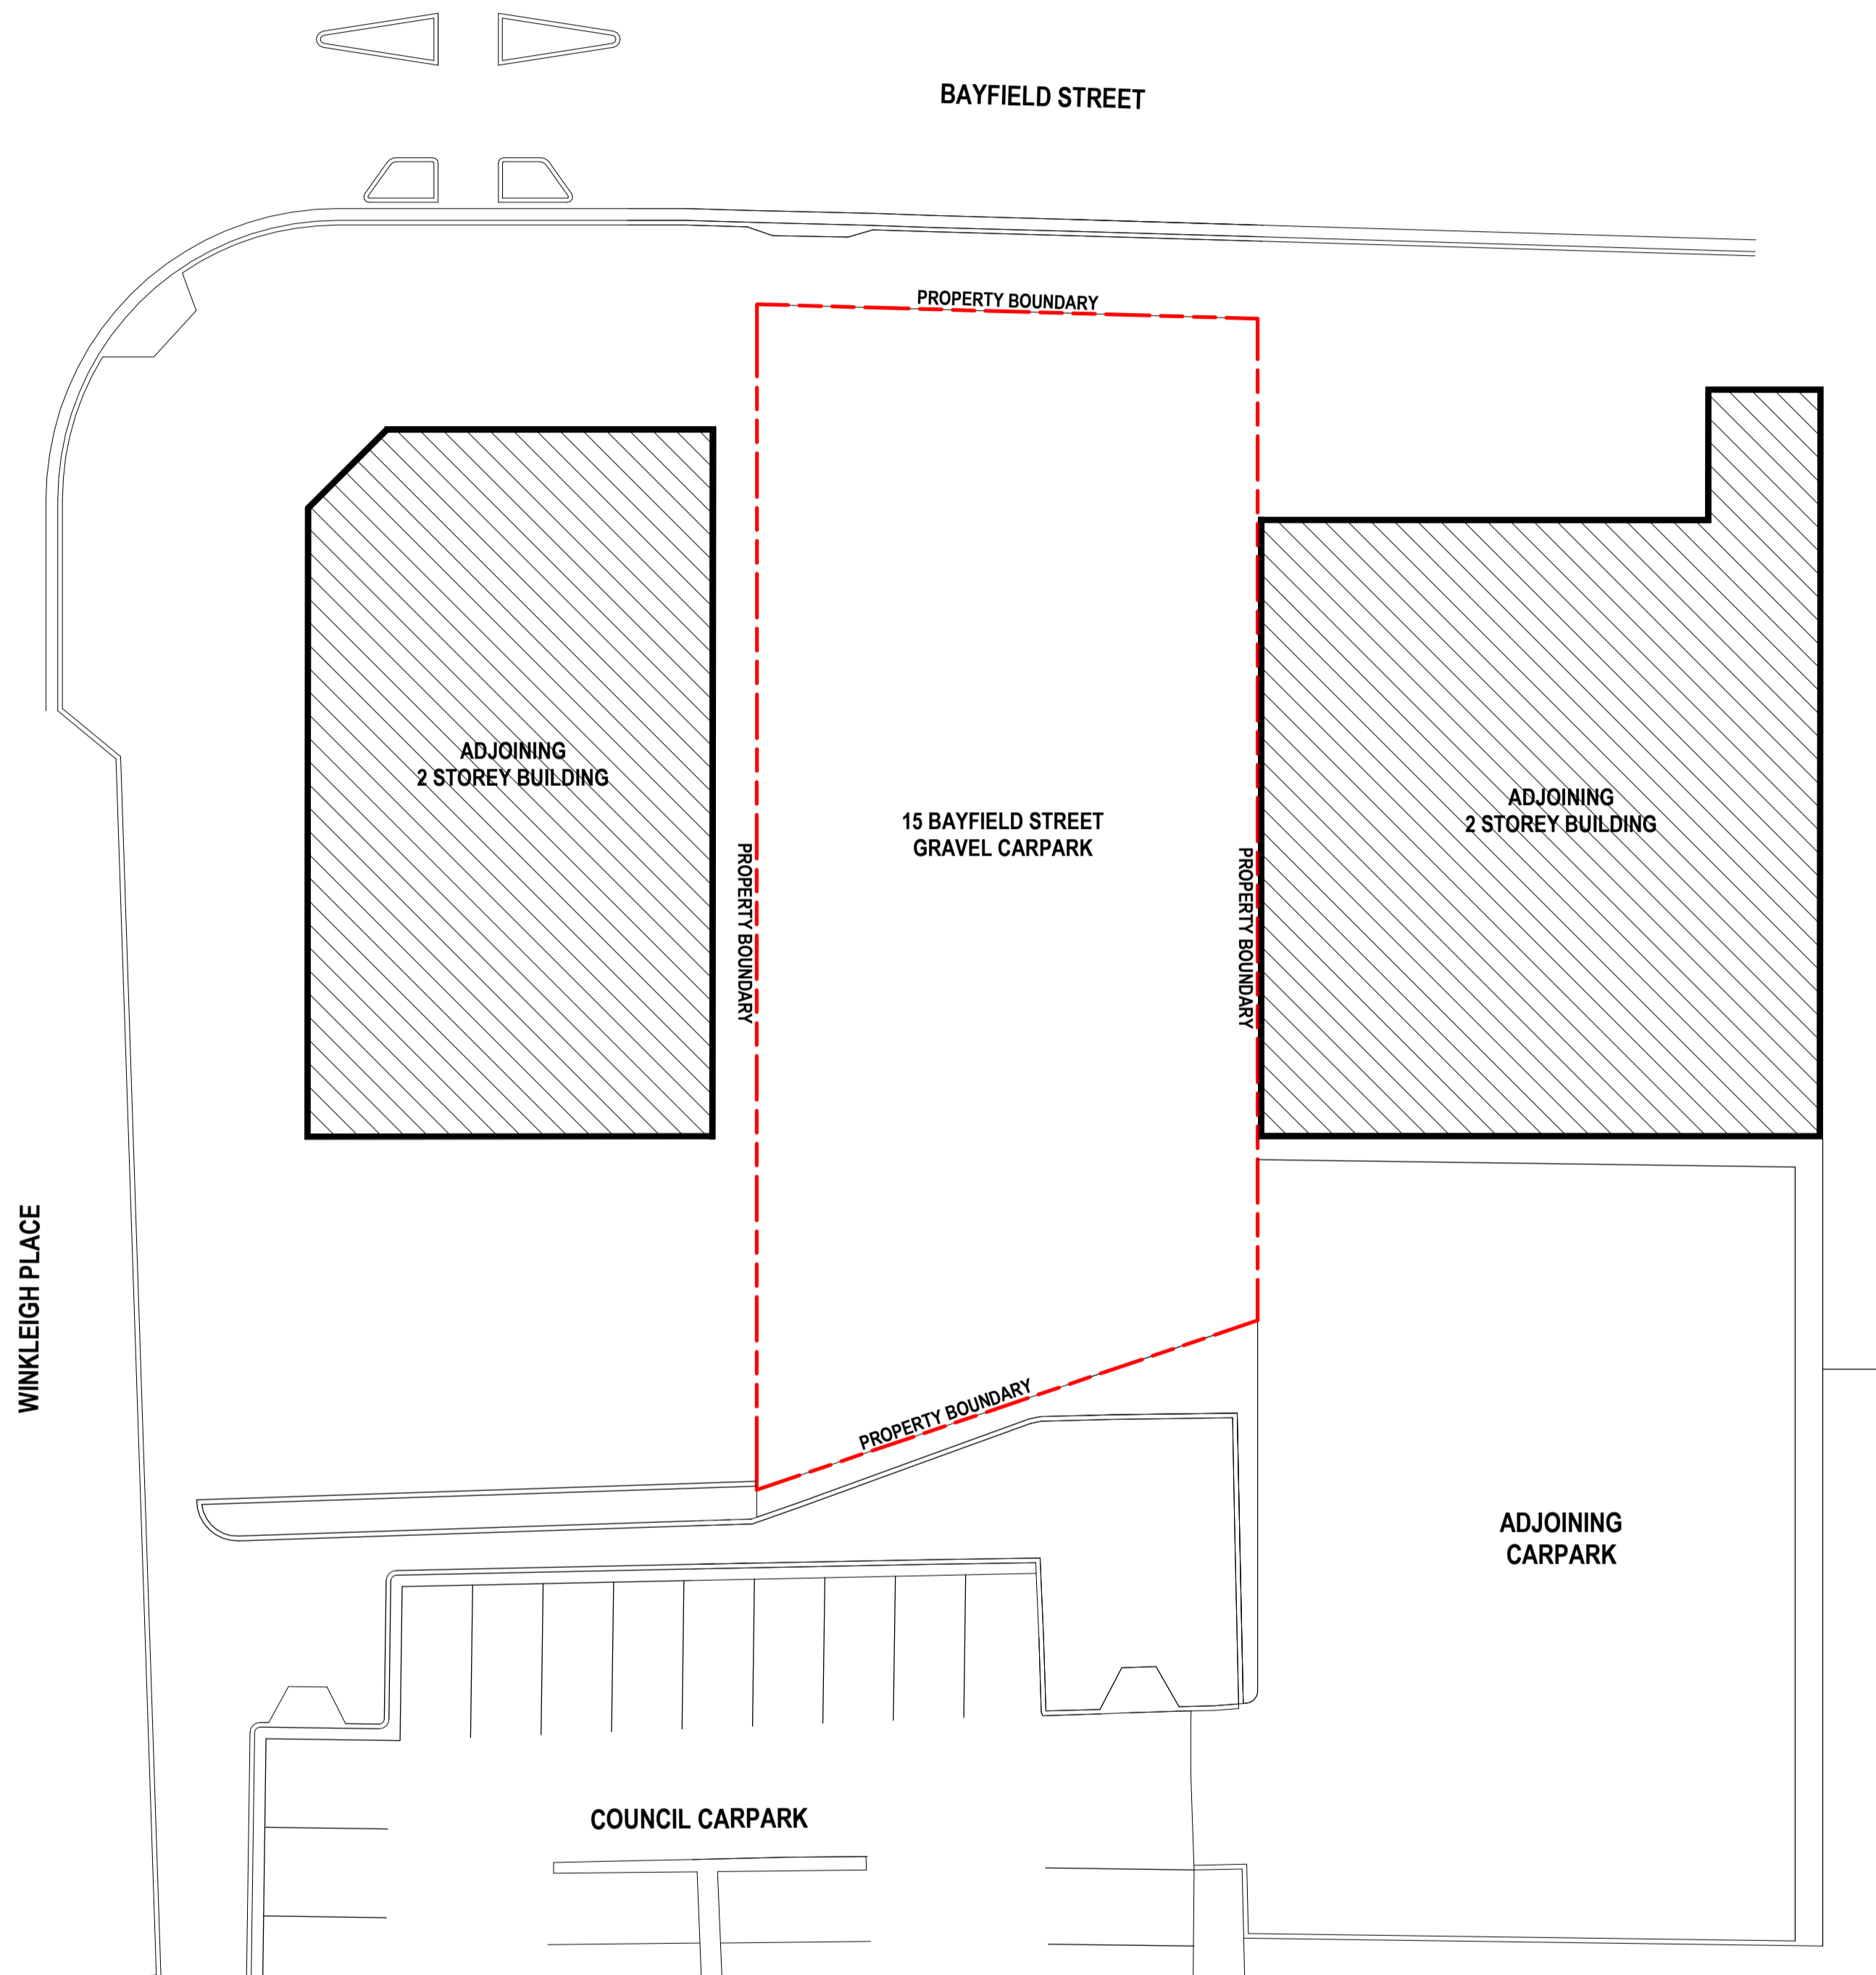 BAYFIELD STREET
PROPERTY BOUNDARY
ADJOINING
2 STOREY BUILDING
15 BAYFIELD STREET
GRAVEL CARPARK
ADJOINING
2 STOREY BUILDING
PROPERTY BOUNDARY
PROPERTY BOUNDARY
WINKLEIGH PLACE
PROPERTY BOUNDARY
ADJOINING
CARPARK
COUNCIL CARPARK